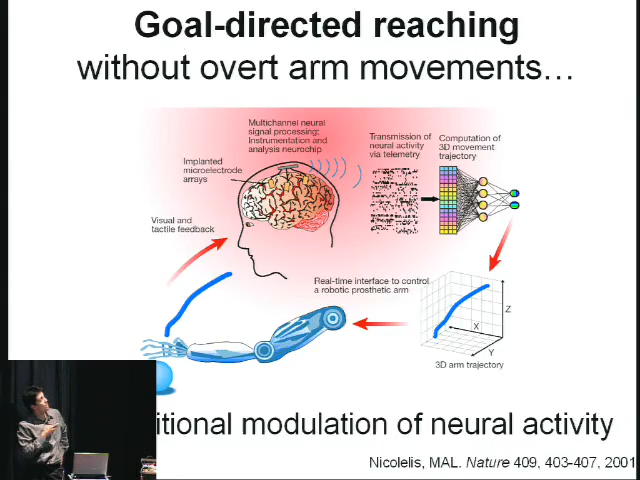 Goal-directed reaching
without overt arm movements…
Multichannel neural
signal processing;
Instrumentation and
analysis neurochip
Implanted
microelectrode
arrays
Transmission of
neural activity
via telemetry
Computation of
3D movement
trajectory
Visual and
tactile feedback
Real-time interface to control
a robotic prosthetic arm
Z
X
Y
3D arm trajectory
itional modulation of neural activity
Nicolelis, MAL. Nature 409, 403-407, 2001